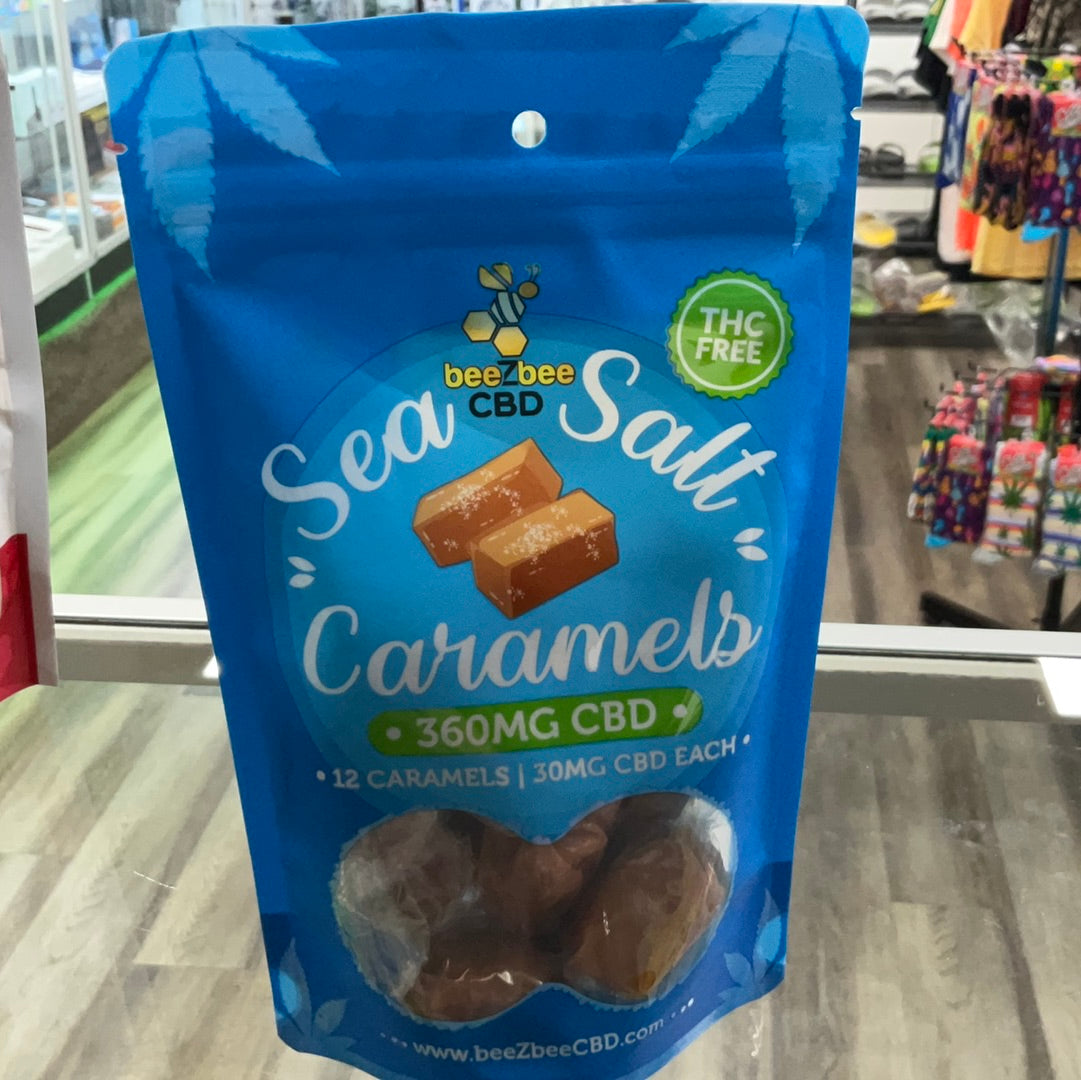 THC
FREE
beeZbee
CBD
Sea Salt
Caramels
• 360MG CBD •
• 12 CARAMELS | 30MG CBD EACH •
www.beeZbeeCBD.com